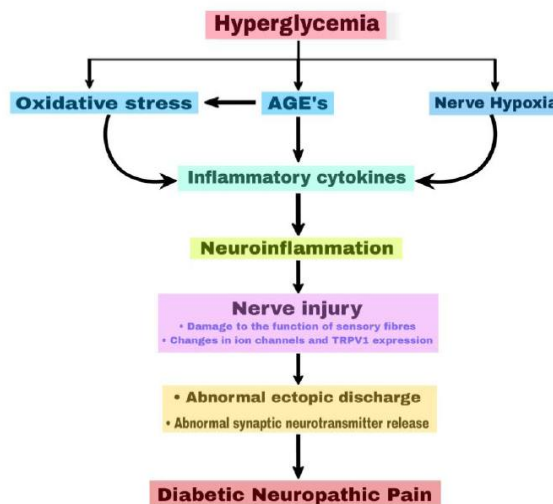 Hyperglycemia
Oxidative stress
AGE's
Nerve Hypoxia
Inflammatory cytokines
Neuroinflammation
Nerve injury
• Damage to the function of sensory fibres
• Changes in ion channels and TRPV1 expression
• Abnormal ectopic discharge
• Abnormal synaptic neurotransmitter release
Diabetic Neuropathic Pain